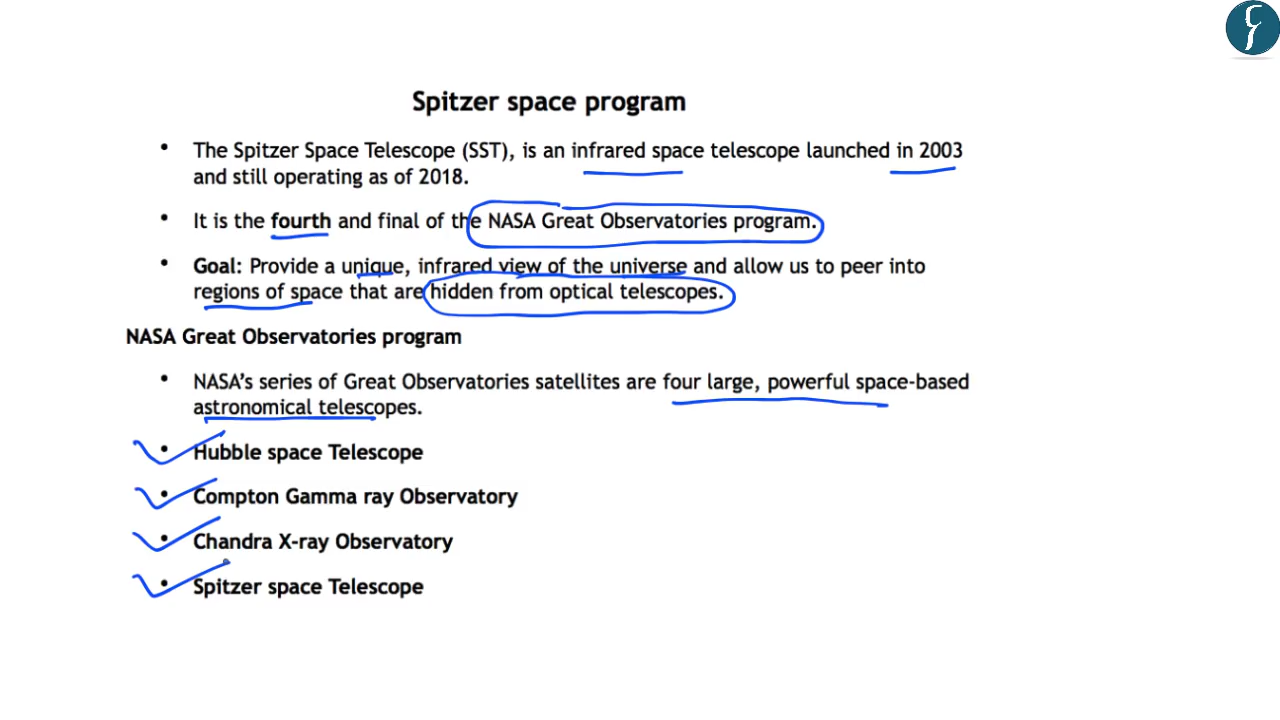 Spitzer space program
• The Spitzer Space Telescope (SST), is an infrared space telescope launched in 2003
and still operating as of 2018.
• It is the fourth and final of the NASA Great Observatories program.
• Goal: Provide a unique, infrared view of the universe and allow us to peer into
regions of space that are hidden from optical telescopes.
NASA Great Observatories program
• NASA's series of Great Observatories satellites are four large, powerful space-based
astronomical telescopes.
• Hubble space Telescope
• Compton Gamma ray Observatory
• Chandra X-ray Observatory
• Spitzer space Telescope